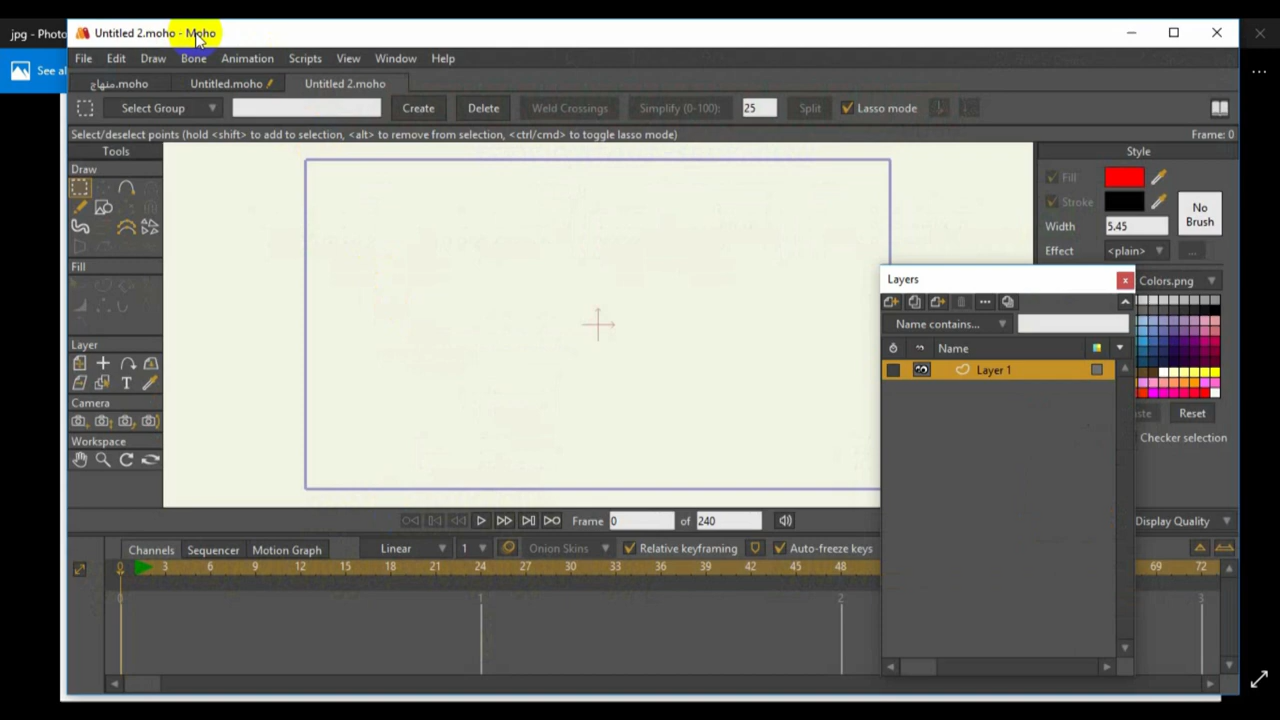 jpg - Photo
See al
Untitled 2.moho - Moho
File Edit Draw Bone Animation Scripts View Window Help
منهاج.moho Untitled.moho Untitled 2.moho
Select Group Create Delete Weld Crossings Simplify (0-100): 25 Split Lasso mode
Select/deselect points (hold <shift> to add to selection, <alt> to remove from selection, <ctrl/cmd> to toggle lasso mode) Frame: 0
Tools
Draw
Fill
Layer
T
Camera
Workspace
Style
Fill
Stroke
No Brush
Width 5.45
Effect <plain> ...
Colors.png
Reset
Checker selection
Layers
Name contains...
Name
Layer 1
Frame 0 of 240
Display Quality
Channels Sequencer Motion Graph Linear 1 Onion Skins Relative keyframing Auto-freeze keys
0 3 6 9 12 15 18 21 24 27 30 33 36 39 42 45 48 69 72
0 1 2 3